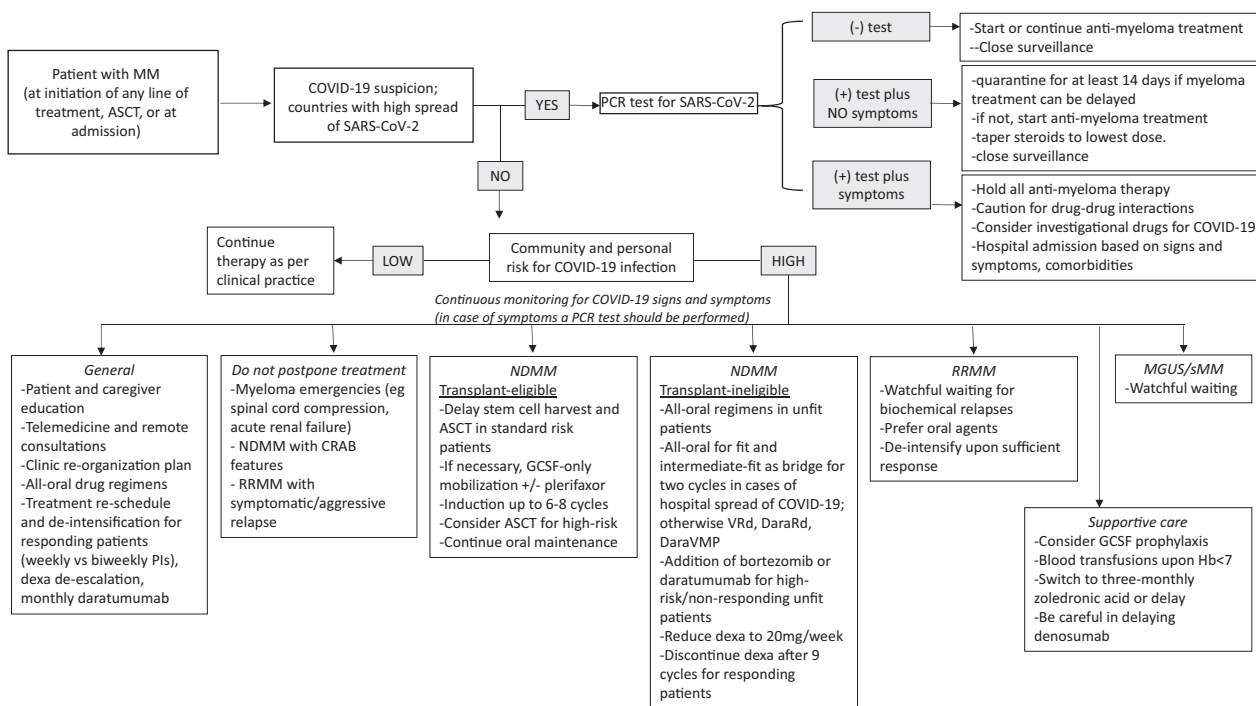 Patient with MM
(at initiation of any line
of treatment, ASCT, or at
admission)
COVID-19 suspicion;
countries with high spread
of SARS-CoV-2
YES
NO
PCR test for SARS-CoV-2
(-) test
-Start or continue anti-myeloma treatment
--Close surveillance
(+) test plus
NO symptoms
-quarantine for at least 14 days if myeloma
treatment can be delayed
-if not, start anti-myeloma treatment
-taper steroids to lowest dose.
-close surveillance
(+) test plus
symptoms
-Hold all anti-myeloma therapy
-Caution for drug-drug interactions
-Consider investigational drugs for COVID-19
-Hospital admission based on signs and
symptoms, comorbidities
Continue
therapy as per
clinical practice
LOW
Community and personal
risk for COVID-19 infection
HIGH
Continuous monitoring for COVID-19 signs and symptoms
(in case of symptoms a PCR test should be performed)
General
-Patient and caregiver
education
-Telemedicine and remote
consultations
-Clinic re-organization plan
-All-oral drug regimens
-Treatment re-schedule
and de-intensification for
responding patients
(weekly vs biweekly PIs),
dexa de-escalation,
monthly daratumumab
Do not postpone treatment
- Myeloma emergencies (eg
spinal cord compression,
acute renal failure)
- NDMM with CRAB
features
- RRMM with
symptomatic/aggressive
relapse
NDMM
Transplant-eligible
-Delay stem cell harvest and
ASCT in standard risk
patients
-If necessary, GCSF-only
mobilization +/- plerifaxor
-Induction up to 6-8 cycles
-Consider ASCT for high-risk
-Continue oral maintenance
NDMM
Transplant-ineligible
-All-oral regimens in unfit
patients
-All-oral for fit and
intermediate-fit as bridge for
two cycles in cases of
hospital spread of COVID-19;
otherwise VRd, DaraRd,
DaraVMP
-Addition of bortezomib or
daratumumab for high-
risk/non-responding unfit
patients
-Reduce dexa to 20mg/week
-Discontinue dexa after 9
cycles for responding
patients
RRMM
-Watchful waiting for
biochemical relapses
-Prefer oral agents
-De-intensify upon sufficient
response
MGUS/sMM
-Watchful waiting
Supportive care
-Consider GCSF prophylaxis
-Blood transfusions upon Hb<7
-Switch to three-monthly
zoledronic acid or delay
-Be careful in delaying
denosumab